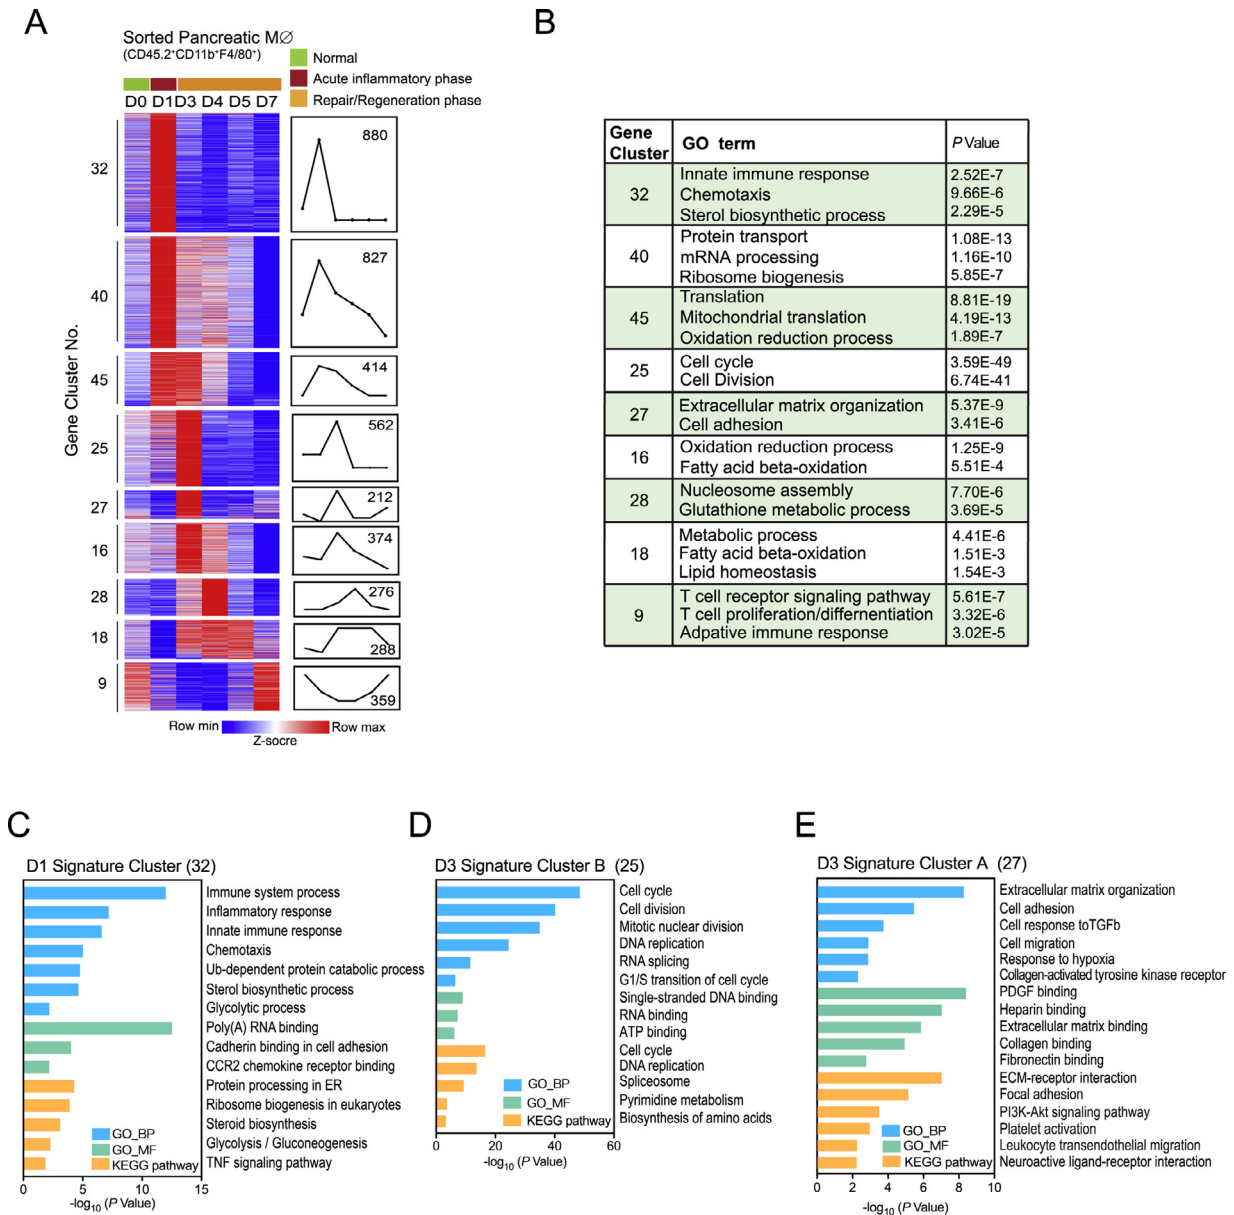 A
Sorted Pancreatic MØ
(CD45.2+CD11b+F4/80+)
Normal
Acute inflammatory phase
Repair/Regeneration phase
D0 D1 D3 D4 D5 D7
Gene Cluster No.
32
880
40
827
45
414
25
562
27
212
16
374
28
276
18
288
9
359
Row min
Row max
Z-socre
B
Gene Cluster
GO term
P Value
32
Innate immune response 2.52E-7
Chemotaxis 9.66E-6
Sterol biosynthetic process 2.29E-5
40
Protein transport 1.08E-13
mRNA processing 1.16E-10
Ribosome biogenesis 5.85E-7
45
Translation 8.81E-19
Mitochondrial translation 4.19E-13
Oxidation reduction process 1.89E-7
25
Cell cycle 3.59E-49
Cell Division 6.74E-41
27
Extracellular matrix organization 5.37E-9
Cell adhesion 3.41E-6
16
Oxidation reduction process 1.25E-9
Fatty acid beta-oxidation 5.51E-4
28
Nucleosome assembly 7.70E-6
Glutathione metabolic process 3.69E-5
18
Metabolic process 4.41E-6
Fatty acid beta-oxidation 1.51E-3
Lipid homeostasis 1.54E-3
9
T cell receptor signaling pathway 5.61E-7
T cell proliferation/differnentiation 3.32E-6
Adpative immune response 3.02E-5
C
D1 Signature Cluster (32)
Immune system process
Inflammatory response
Innate immune response
Chemotaxis
Ub-dependent protein catabolic process
Sterol biosynthetic process
Glycolytic process
Poly(A) RNA binding
Cadherin binding in cell adhesion
CCR2 chemokine receptor binding
Protein processing in ER
Ribosome biogenesis in eukaryotes
Steroid biosynthesis
Glycolysis / Gluconeogenesis
TNF signaling pathway
GO_BP
GO_MF
KEGG pathway
0 5 10 15
-log10 (P Value)
D
D3 Signature Cluster B (25)
Cell cycle
Cell division
Mitotic nuclear division
DNA replication
RNA splicing
G1/S transition of cell cycle
Single-stranded DNA binding
RNA binding
ATP binding
Cell cycle
DNA replication
Spliceosome
Pyrimidine metabolism
Biosynthesis of amino acids
GO_BP
GO_MF
KEGG pathway
0 20 40 60
-log10 (P Value)
E
D3 Signature Cluster A (27)
Extracellular matrix organization
Cell adhesion
Cell response toTGFb
Cell migration
Response to hypoxia
Collagen-activated tyrosine kinase receptor
PDGF binding
Heparin binding
Extracellular matrix binding
Collagen binding
Fibronectin binding
ECM-receptor interaction
Focal adhesion
PI3K-Akt signaling pathway
Platelet activation
Leukocyte transendothelial migration
Neuroactive ligand-receptor interaction
GO_BP
GO_MF
KEGG pathway
0 2 4 6 8 10
-log10 (P Value)